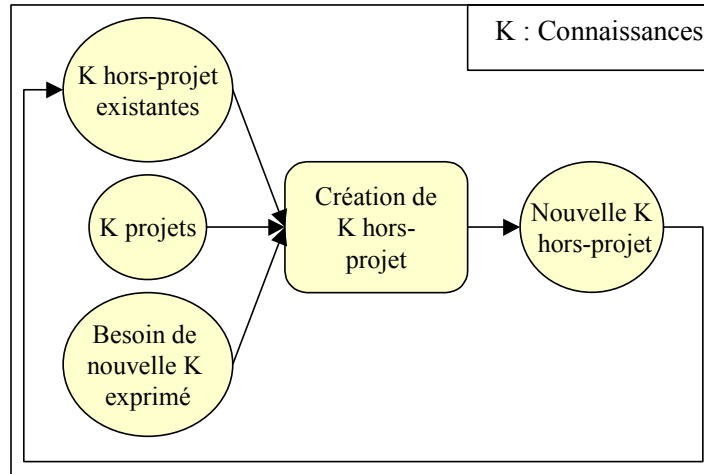 K : Connaissances
K hors-projet
existantes
K projets
Besoin de
nouvelle K
exprimé
Création de
K hors-
projet
Nouvelle K
hors-projet